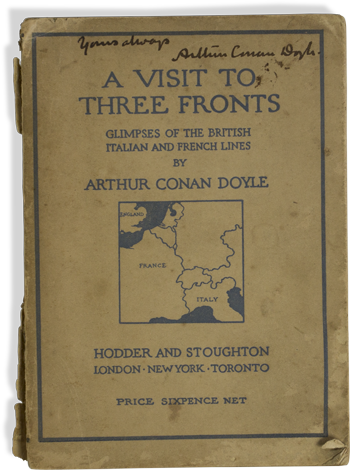 Yours always
Arthur Conan Doyle.
A VISIT TO
THREE FRONTS
GLIMPSES OF THE BRITISH
ITALIAN AND FRENCH LINES
BY
ARTHUR CONAN DOYLE
ENGLAND
FRANCE
ITALY
HODDER AND STOUGHTON
LONDON · NEW YORK · TORONTO
PRICE SIXPENCE NET